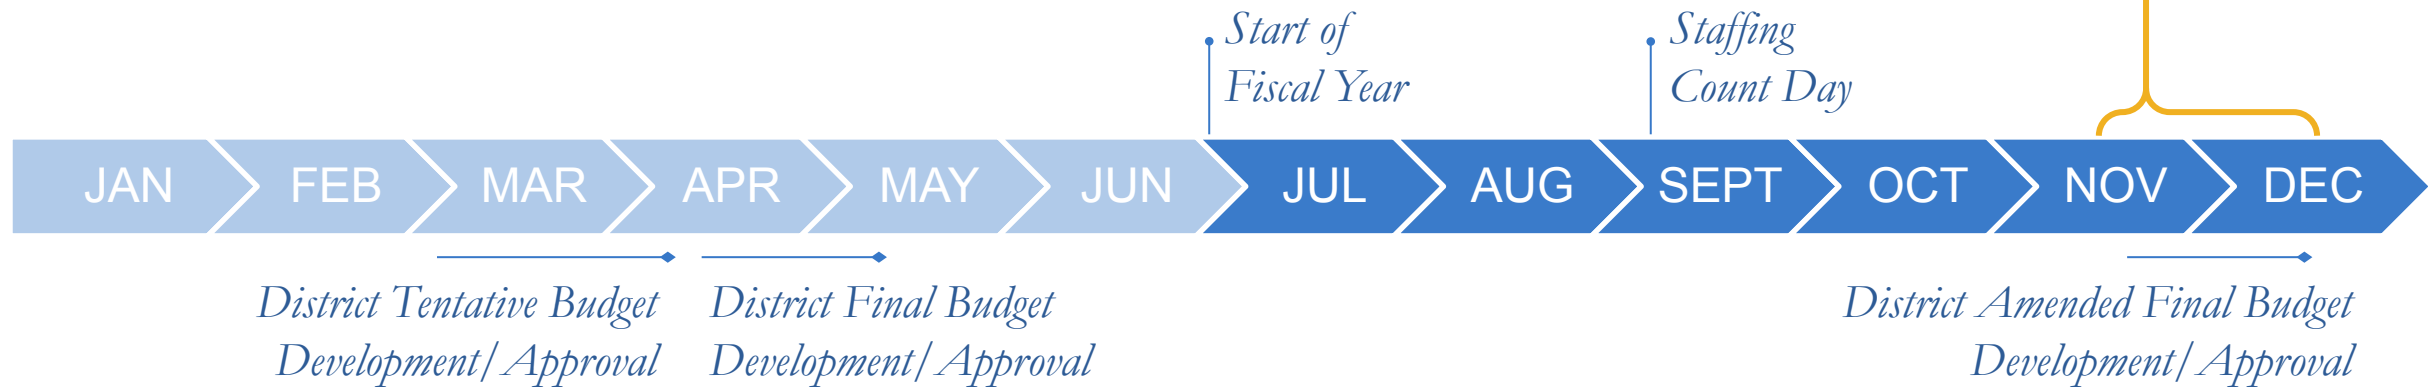 Start of
Fiscal Year
Staffing
Count Day
JAN FEB MAR APR MAY JUN JUL AUG SEPT OCT NOV DEC
District Tentative Budget
Development/Approval
District Final Budget
Development/Approval
District Amended Final Budget
Development/Approval